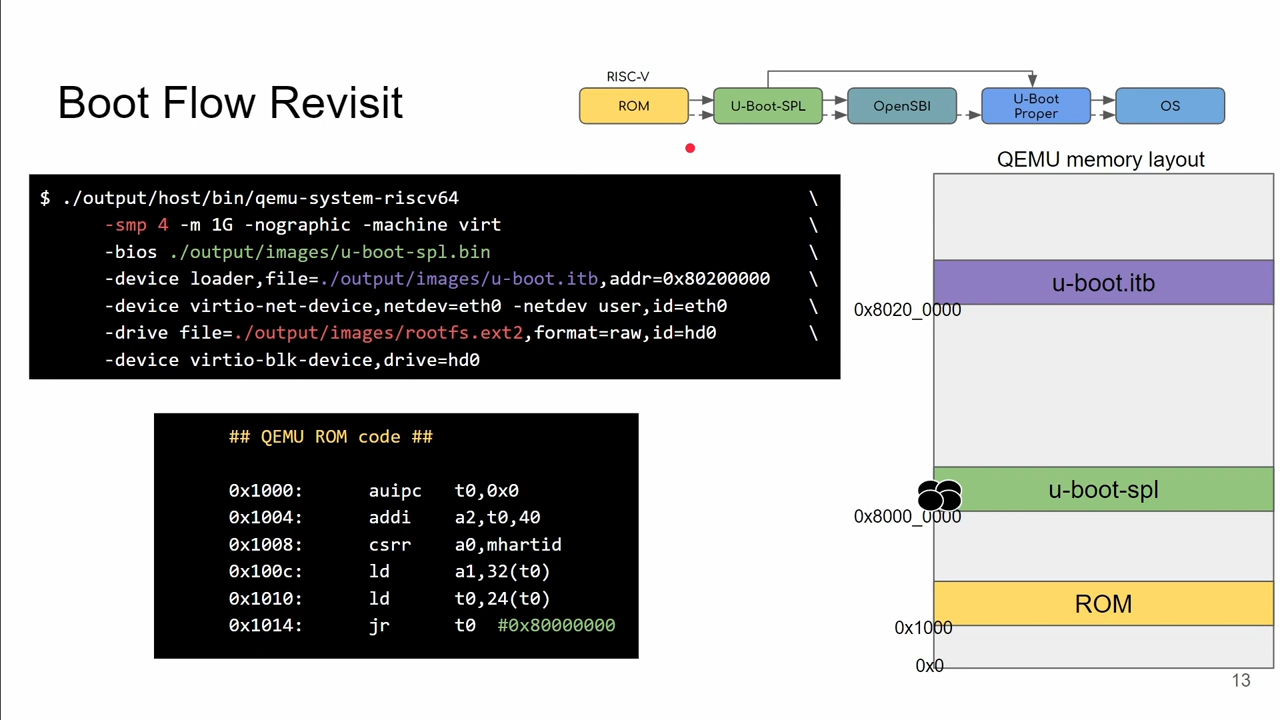 Boot Flow Revisit
RISC-V
ROM
U-Boot-SPL
OpenSBI
U-Boot
Proper
OS
$ ./output/host/bin/qemu-system-riscv64 \
-smp 4 -m 1G -nographic -machine virt \
-bios ./output/images/u-boot-spl.bin \
-device loader,file=./output/images/u-boot.itb,addr=0x80200000 \
-device virtio-net-device,netdev=eth0 -netdev user,id=eth0 \
-drive file=./output/images/rootfs.ext2,format=raw,id=hd0 \
-device virtio-blk-device,drive=hd0
## QEMU ROM code ##
0x1000: auipc t0,0x0
0x1004: addi a2,t0,40
0x1008: csrr a0,mhartid
0x100c: ld a1,32(t0)
0x1010: ld t0,24(t0)
0x1014: jr t0 #0x80000000
QEMU memory layout
u-boot.itb
0x8020_0000
u-boot-spl
0x8000_0000
ROM
0x1000
0x0
13